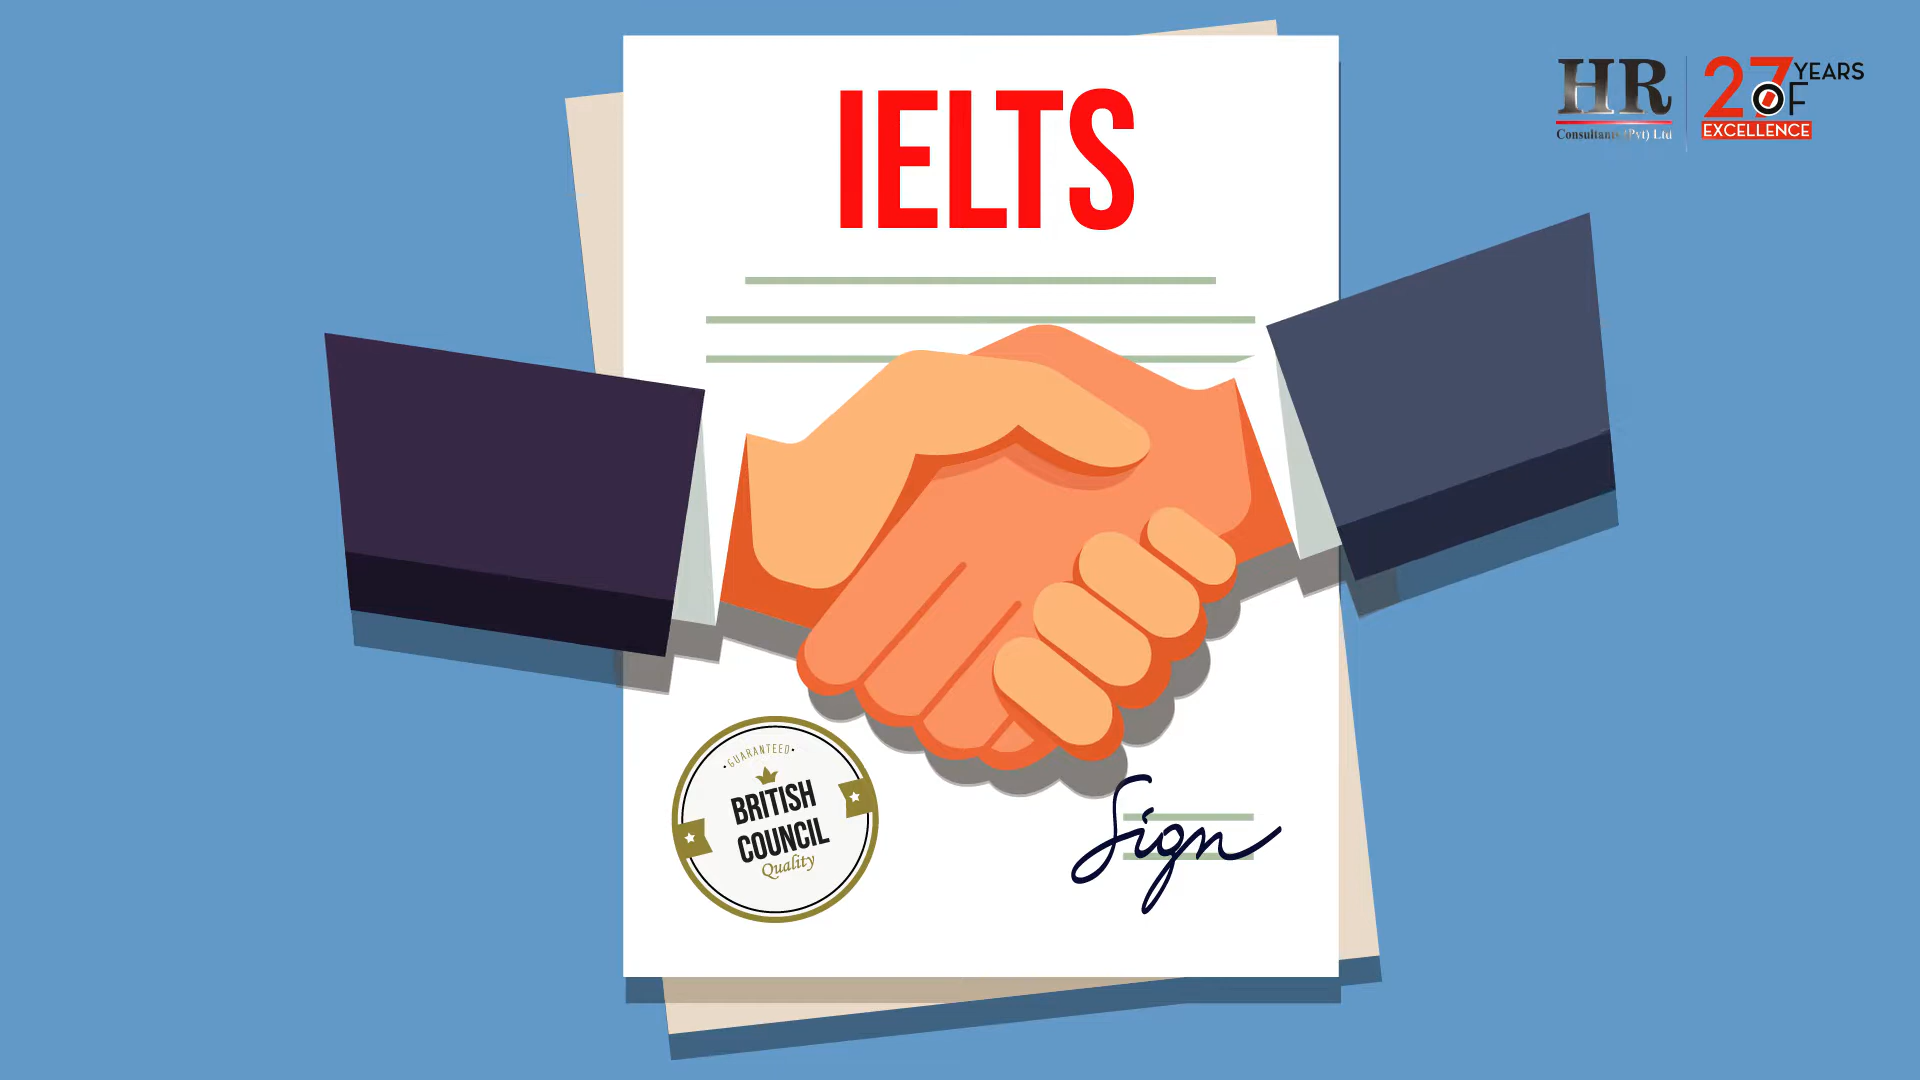 IELTS
HR
Consultants (Pvt) Ltd
27 YEARS
OF
EXCELLENCE
• GUARANTEED •
BRITISH
COUNCIL
Quality
Sign